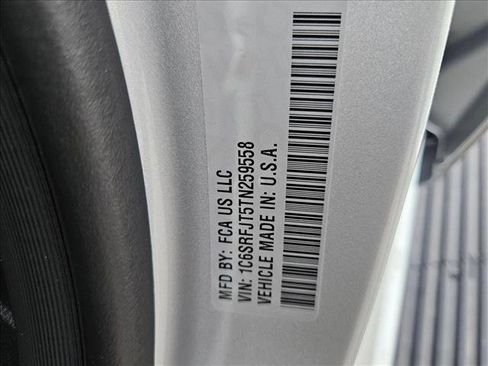 MFD BY: FCA US LLC
VIN: 1C6SRFJT5TN259558
VEHICLE MADE IN: U.S.A.